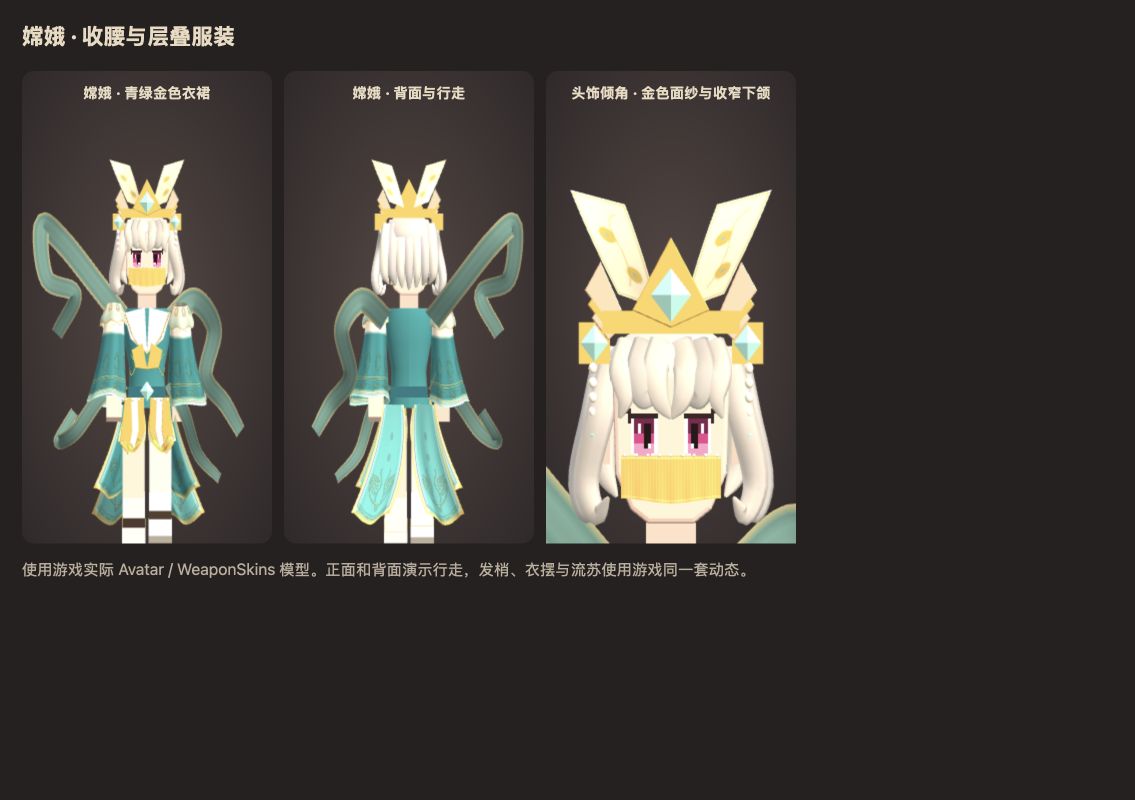 嫦娥 · 收腰与层叠服装
嫦娥 · 青绿金色衣裙
嫦娥 · 背面与行走
头饰倾角 · 金色面纱与收窄下颌
使用游戏实际 Avatar / WeaponSkins 模型。正面和背面演示行走，发梢、衣摆与流苏使用游戏同一套动态。